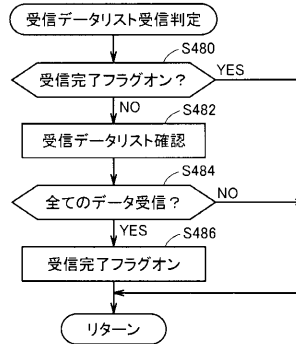 受信データリスト受信判定
S480
受信完了フラグオン？
YES
NO
S482
受信データリスト確認
S484
全てのデータ受信？
NO
YES
S486
受信完了フラグオン
リターン